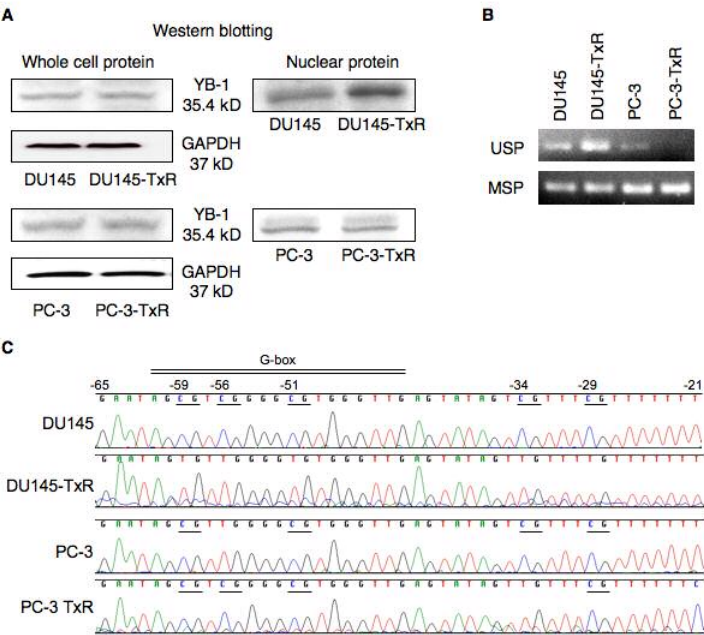 A
Western blotting
Whole cell protein
Nuclear protein
YB-1
35.4 kD
DU145 DU145-TxR
GAPDH
37 kD
DU145 DU145-TxR
YB-1
35.4 kD
PC-3 PC-3-TxR
GAPDH
37 kD
PC-3 PC-3-TxR
B
DU145
DU145-TxR
PC-3
PC-3-TxR
USP
MSP
C
G-box
-65 -59 -56 -51 -34 -29 -21
G A A T A G C G T C G G G G C G T G G G T T G A G T A T A G T C G T T T C G T T T T T T T
DU145
G A A T A G T G T T G G G G T G T G G G T T G A G T A T A G T T G T T T T G T T T T T T T
DU145-TxR
G A A T A G C G T T G G G G C G T G G G T T G A G T A T A G T C G T T T C G T T T T T T T
PC-3
G A A T A G C G T C G G G G C G T G G G T T G A G T A T A G T T G T T T C G T T T T T T C
PC-3 TxR